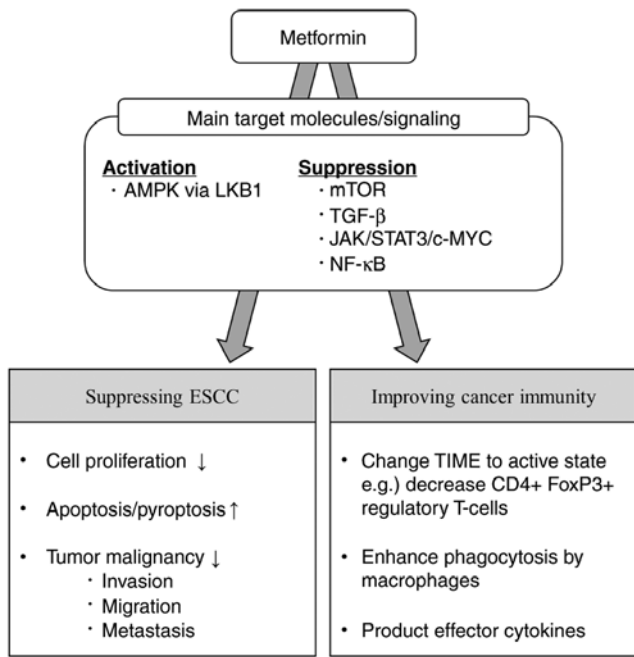 Metformin
Main target molecules/signaling
Activation
· AMPK via LKB1
Suppression
· mTOR
· TGF-β
· JAK/STAT3/c-MYC
· NF-κB
Suppressing ESCC
• Cell proliferation ↓
• Apoptosis/pyroptosis ↑
• Tumor malignancy ↓
· Invasion
· Migration
· Metastasis
Improving cancer immunity
• Change TIME to active state
e.g.) decrease CD4+ FoxP3+
regulatory T-cells
• Enhance phagocytosis by
macrophages
• Product effector cytokines